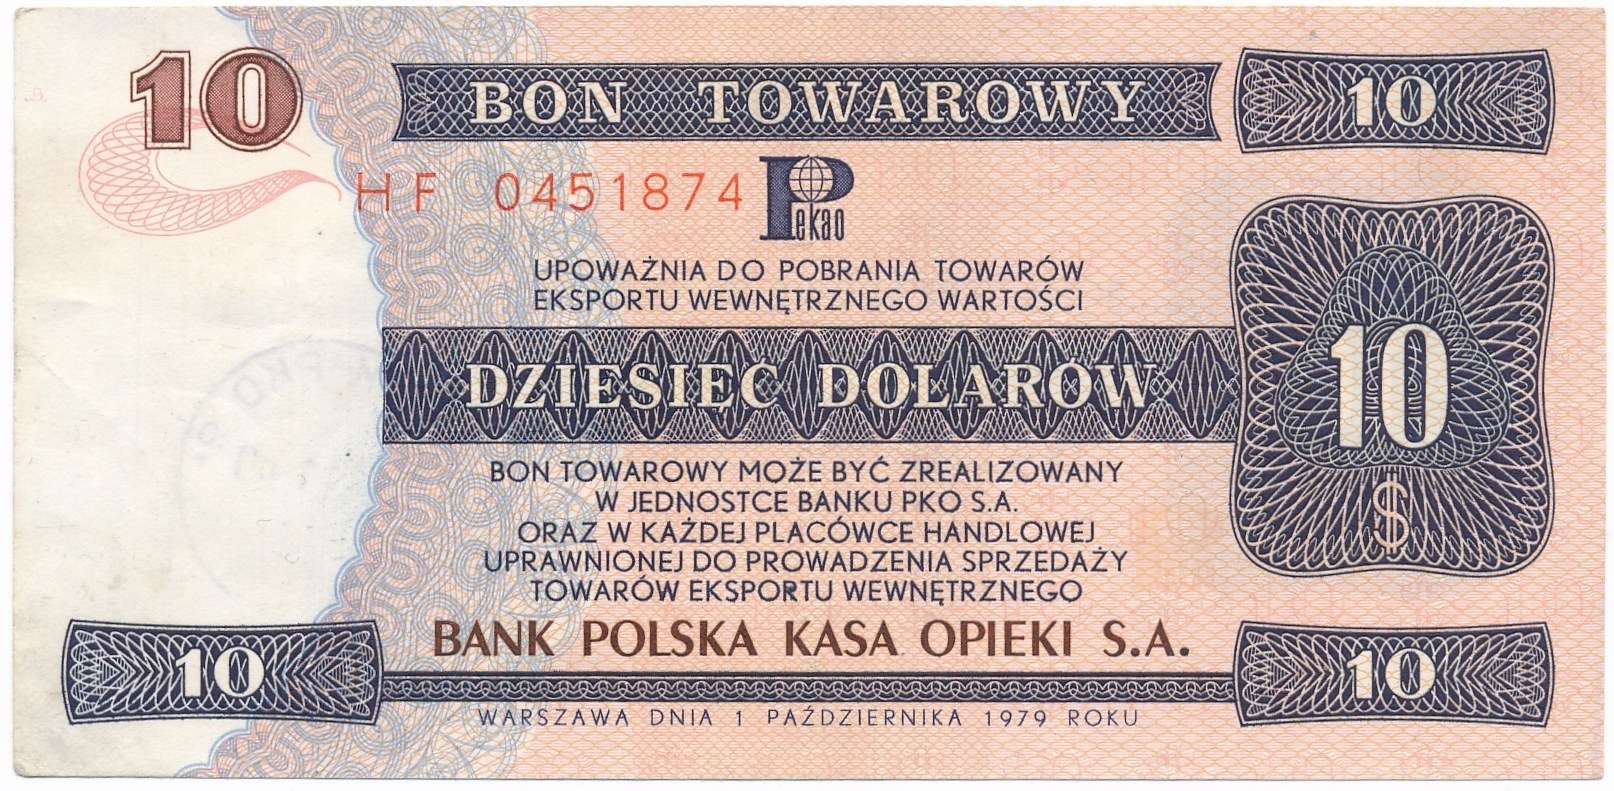 10
BON TOWAROWY
10
HF 0451874
Pekao
UPOWAŻNIA DO POBRANIA TOWARÓW
EKSPORTU WEWNĘTRZNEGO WARTOŚCI
DZIESIĘĆ DOLARÓW
10
$
BON TOWAROWY MOŻE BYĆ ZREALIZOWANY
W JEDNOSTCE BANKU PKO S.A.
ORAZ W KAŻDEJ PLACÓWCE HANDLOWEJ
UPRAWNIONEJ DO PROWADZENIA SPRZEDAŻY
TOWARÓW EKSPORTU WEWNĘTRZNEGO
BANK POLSKA KASA OPIEKI S.A.
10
10
WARSZAWA DNIA 1 PAŹDZIERNIKA 1979 ROKU